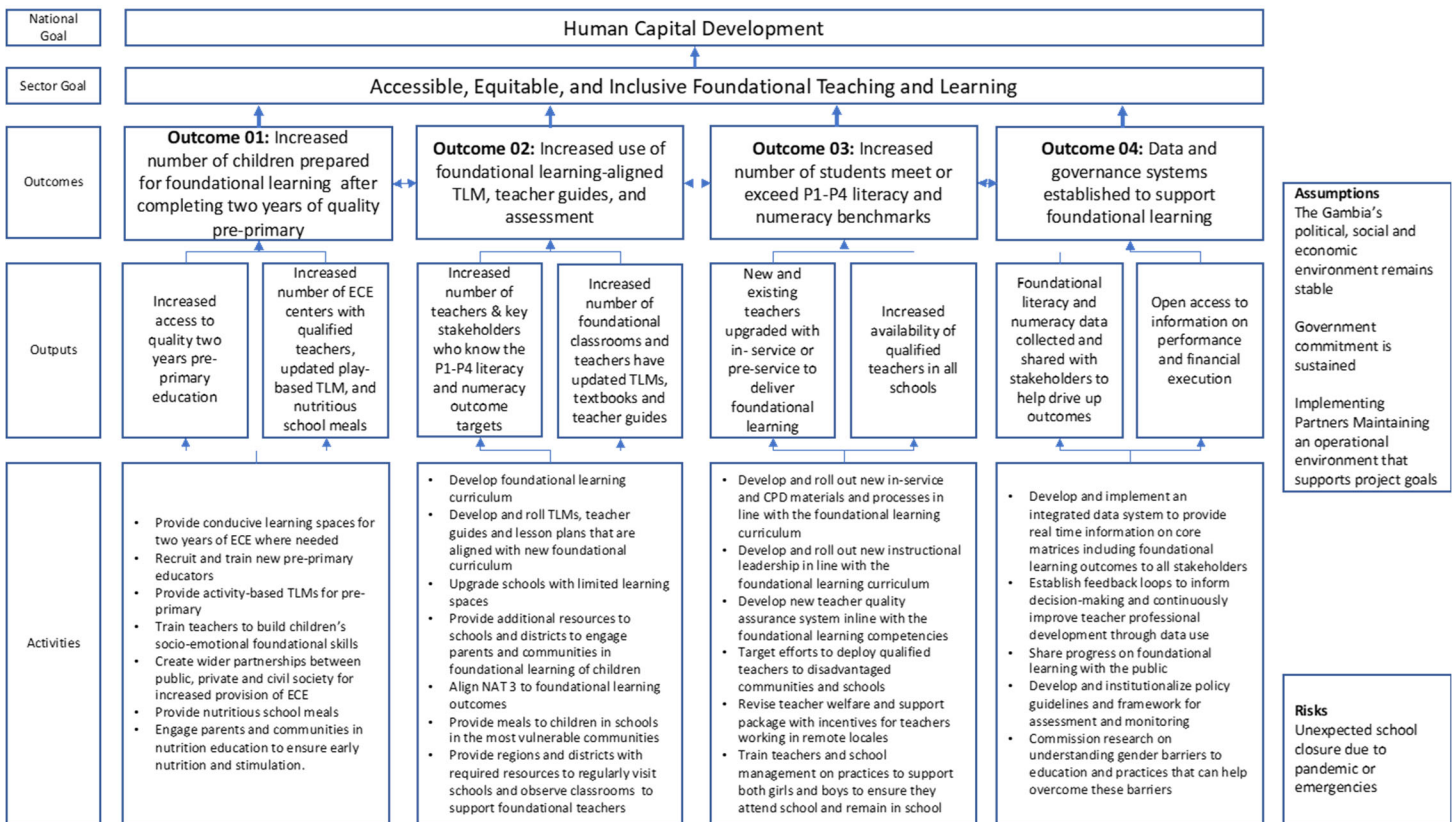 National
Goal
Human Capital Development
Sector Goal
Accessible, Equitable, and Inclusive Foundational Teaching and Learning
Outcomes
Outcome 01: Increased
number of children prepared
for foundational learning after
completing two years of quality
pre-primary
Outcome 02: Increased use of
foundational learning-aligned
TLM, teacher guides, and
assessment
Outcome 03: Increased
number of students meet or
exceed P1-P4 literacy and
numeracy benchmarks
Outcome 04: Data and
governance systems
established to support
foundational learning
Outputs
Increased
access to
quality two
years pre-
primary
education
Increased
number of ECE
centers with
qualified
teachers,
updated play-
based TLM, and
nutritious
school meals
Increased
number of
teachers & key
stakeholders
who know the
P1-P4 literacy
and numeracy
outcome
targets
Increased
number of
foundational
classrooms and
teachers have
updated TLMs,
textbooks and
teacher guides
New and
existing
teachers
upgraded with
in- service or
pre-service to
deliver
foundational
learning
Increased
availability of
qualified
teachers in all
schools
Foundational
literacy and
numeracy data
collected and
shared with
stakeholders to
help drive up
outcomes
Open access to
information on
performance
and financial
execution
Activities
• Provide conducive learning spaces for
two years of ECE where needed
• Recruit and train new pre-primary
educators
• Provide activity-based TLMs for pre-
primary
• Train teachers to build children's
socio-emotional foundational skills
• Create wider partnerships between
public, private and civil society for
increased provision of ECE
• Provide nutritious school meals
• Engage parents and communities in
nutrition education to ensure early
nutrition and stimulation.
• Develop foundational learning
curriculum
• Develop and roll TLMs, teacher
guides and lesson plans that are
aligned with new foundational
curriculum
• Upgrade schools with limited learning
spaces
• Provide additional resources to
schools and districts to engage
parents and communities in
foundational learning of children
• Align NAT 3 to foundational learning
outcomes
• Provide meals to children in schools
in the most vulnerable communities
• Provide regions and districts with
required resources to regularly visit
schools and observe classrooms to
support foundational teachers
• Develop and roll out new in-service
and CPD materials and processes in
line with the foundational learning
curriculum
• Develop and roll out new instructional
leadership in line with the
foundational learning curriculum
• Develop new teacher quality
assurance system inline with the
foundational learning competencies
• Target efforts to deploy qualified
teachers to disadvantaged
communities and schools
• Revise teacher welfare and support
package with incentives for teachers
working in remote locales
• Train teachers and school
management on practices to support
both girls and boys to ensure they
attend school and remain in school
• Develop and implement an
integrated data system to provide
real time information on core
matrices including foundational
learning outcomes to all stakeholders
• Establish feedback loops to inform
decision-making and continuously
improve teacher professional
development through data use
• Share progress on foundational
learning with the public
• Develop and institutionalize policy
guidelines and framework for
assessment and monitoring
• Commission research on
understanding gender barriers to
education and practices that can help
overcome these barriers
Assumptions
The Gambia's
political, social and
economic
environment remains
stable
Government
commitment is
sustained
Implementing
Partners Maintaining
an operational
environment that
supports project goals
Risks
Unexpected school
closure due to
pandemic or
emergencies